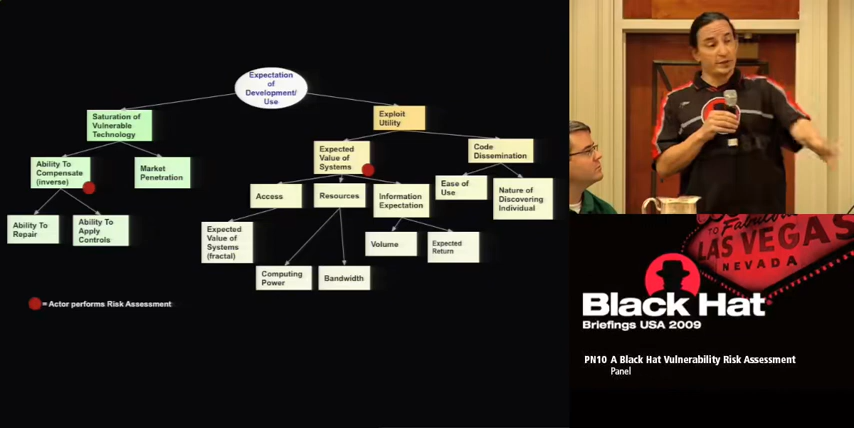 Expectation
of
Development/
Use
Saturation of
Vulnerable
Technology
Exploit
Utility
Ability To
Compensate
(inverse)
Market
Penetration
Expected
Value of
Systems
Code
Dissemination
Access
Resources
Information
Expectation
Ease of
Use
Nature of
Discovering
Individual
Ability To
Repair
Ability To
Apply
Controls
Expected
Value of
Systems
(fractal)
Volume
Expected
Return
Computing
Power
Bandwidth
= Actor performs Risk Assessment
TO Fabulous
LAS VEGAS
NEVADA
Black Hat
Briefings USA 2009
PN10 A Black Hat Vulnerability Risk Assessment
Panel